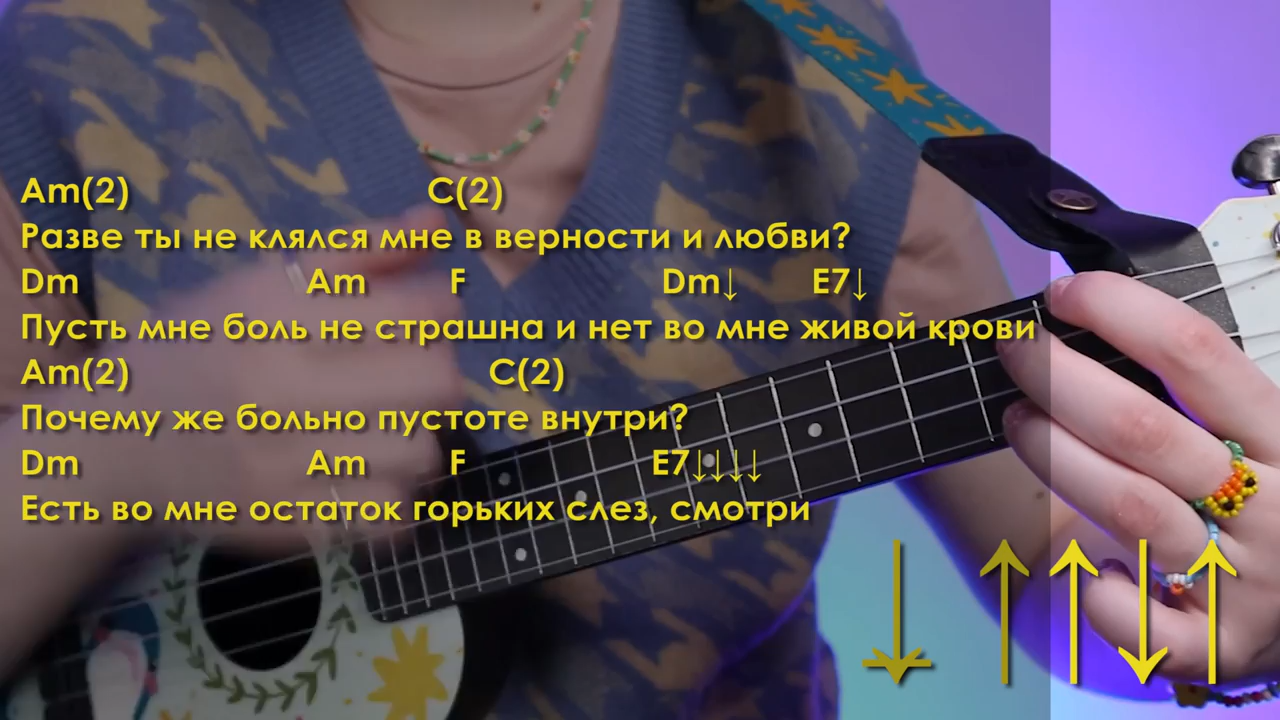 Am(2) C(2)
Разве ты не клялся мне в верности и любви?
Dm Am F Dm↓ E7↓
Пусть мне боль не страшна и нет во мне живой крови
Am(2) C(2)
Почему же больно пустоте внутри?
Dm Am F E7↓↓↓↓
Есть во мне остаток горьких слез, смотри
↓ ↑↑↓↑